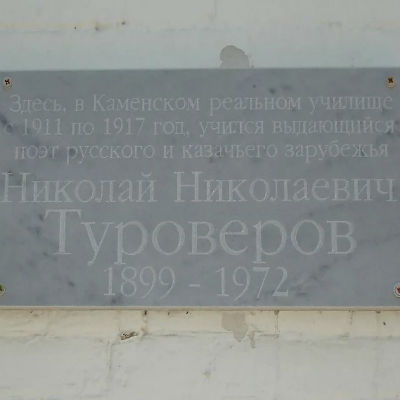 Здесь, в Каменском реальном училище
с 1911 по 1917 год, учился выдающийся
поэт русского и казачьего зарубежья
Николай Николаевич
Туроверов
1899 - 1972